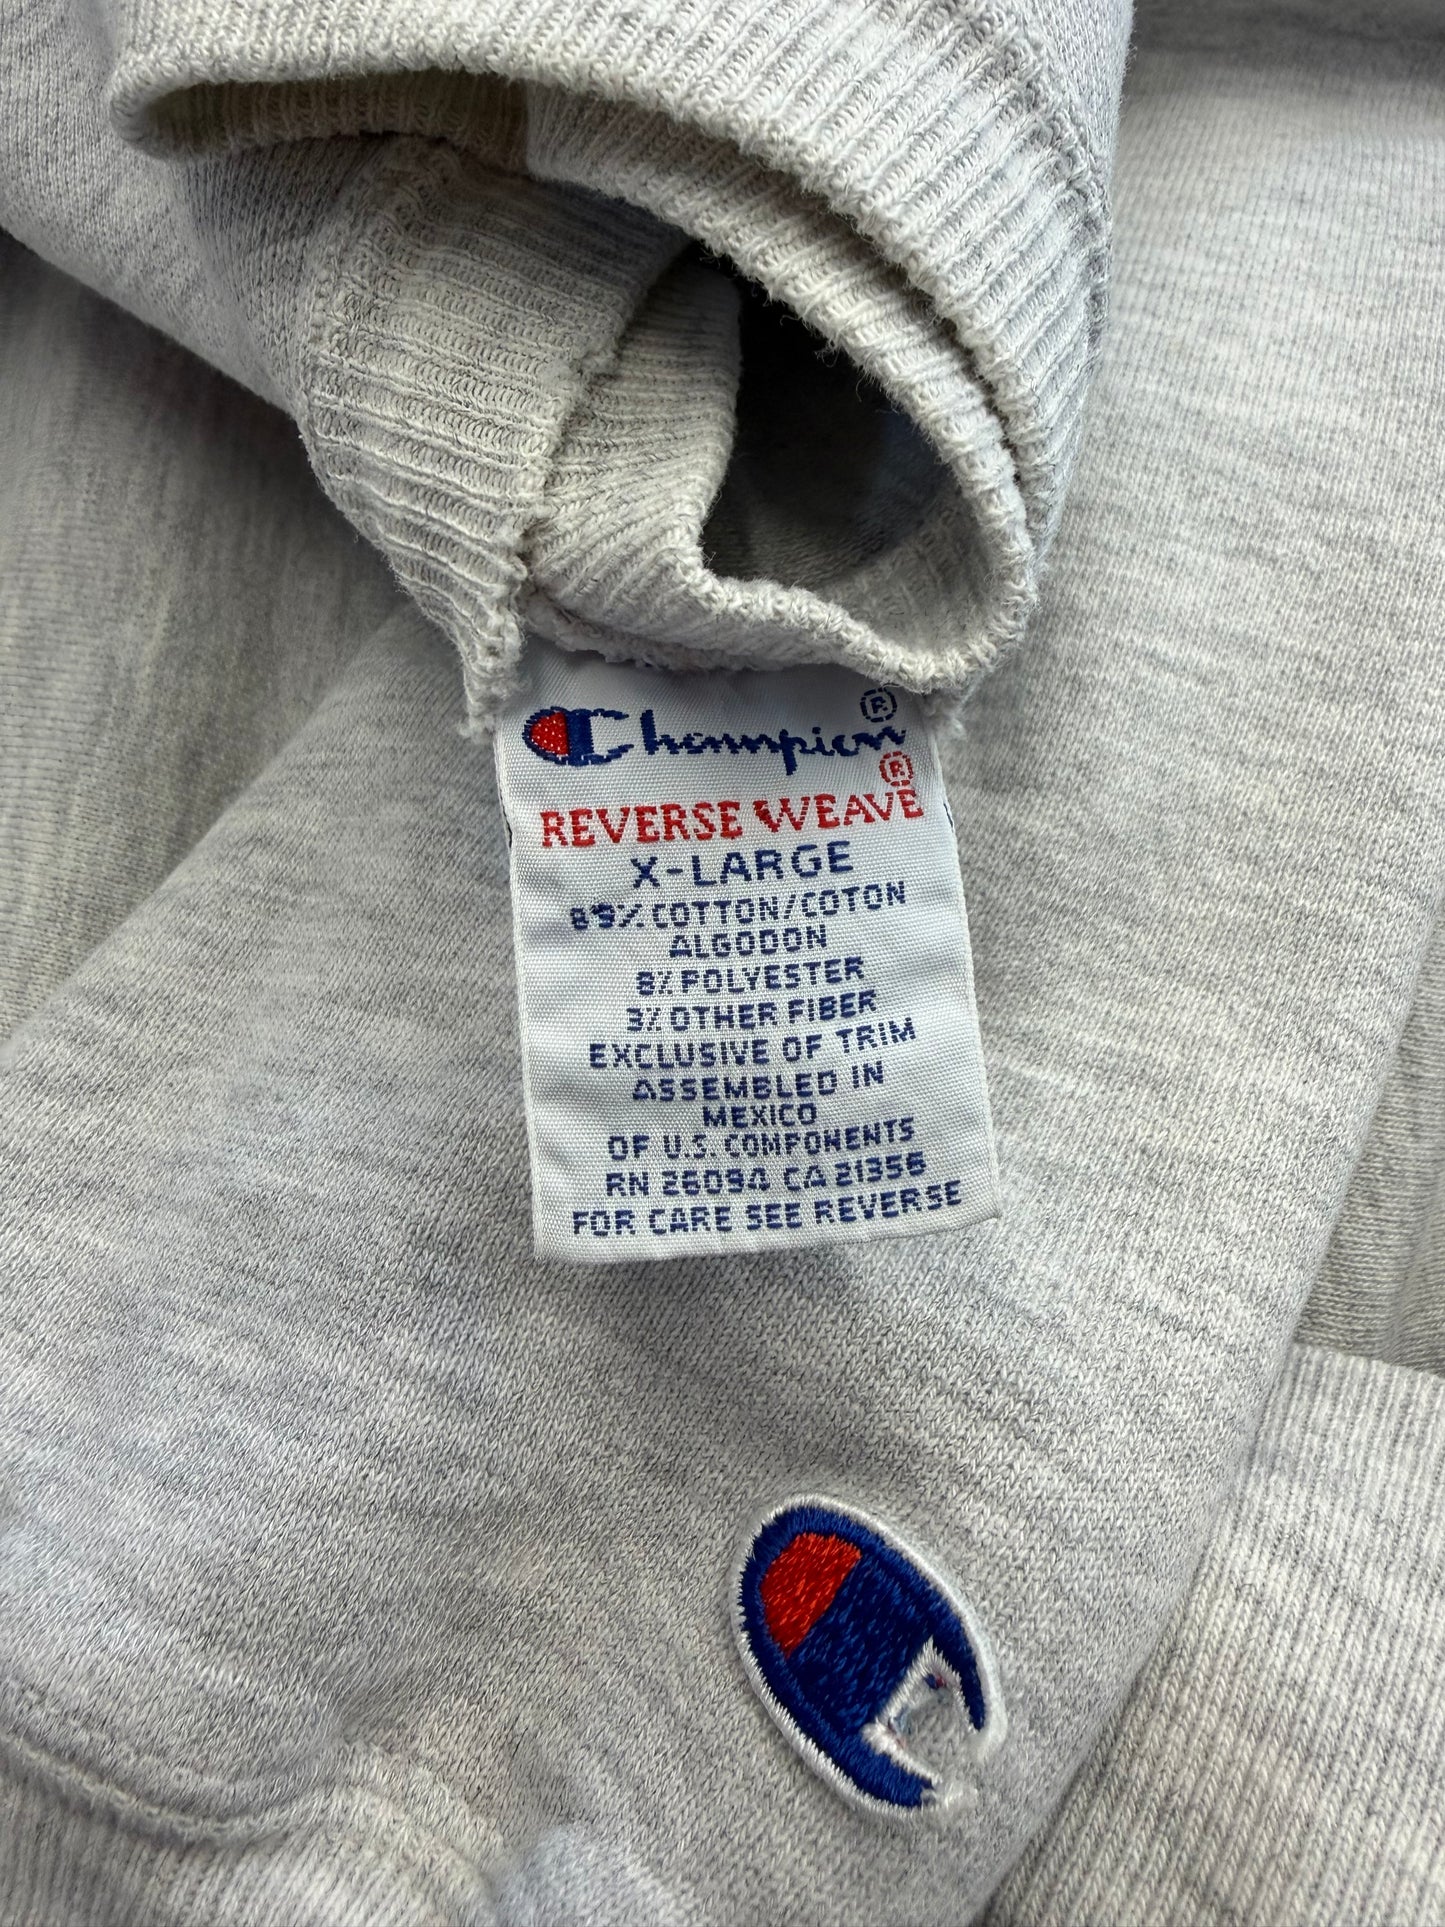 Champion®
REVERSE WEAVE®
X-LARGE
89% COTTON/COTON
ALGODON
8% POLYESTER
3% OTHER FIBER
EXCLUSIVE OF TRIM
ASSEMBLED IN
MEXICO
OF U.S. COMPONENTS
RN 26094 CA 21356
FOR CARE SEE REVERSE